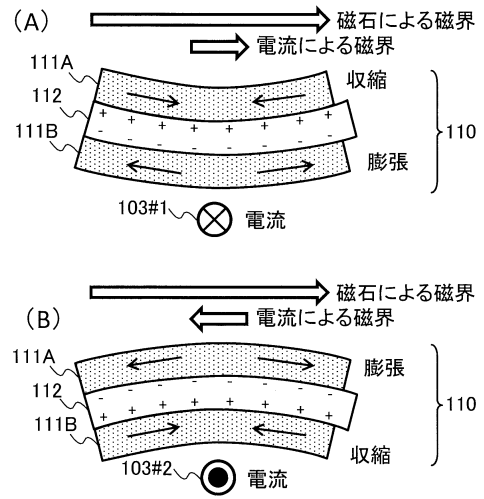 (A)
磁石による磁界
電流による磁界
111A
収縮
112
+ + + + + + + +
- - - - - - - -
110
111B
膨張
103#1
電流
磁石による磁界
(B)
電流による磁界
111A
膨張
112
- - - - - - - -
+ + + + + + + +
110
111B
収縮
103#2
電流